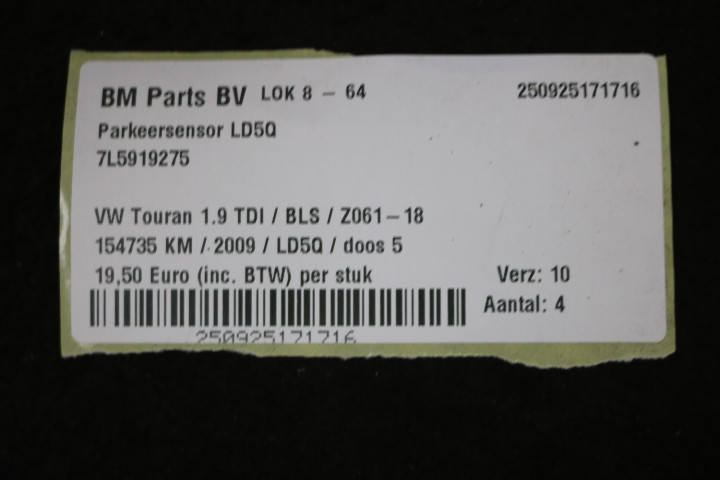 BM Parts BV LOK 8 - 64 250925171716
Parkeersensor LD5Q
7L5919275
VW Touran 1.9 TDI / BLS / Z061-18
154735 KM / 2009 / LD5Q / doos 5
19,50 Euro (inc. BTW) per stuk Verz: 10
Aantal: 4
250925171716